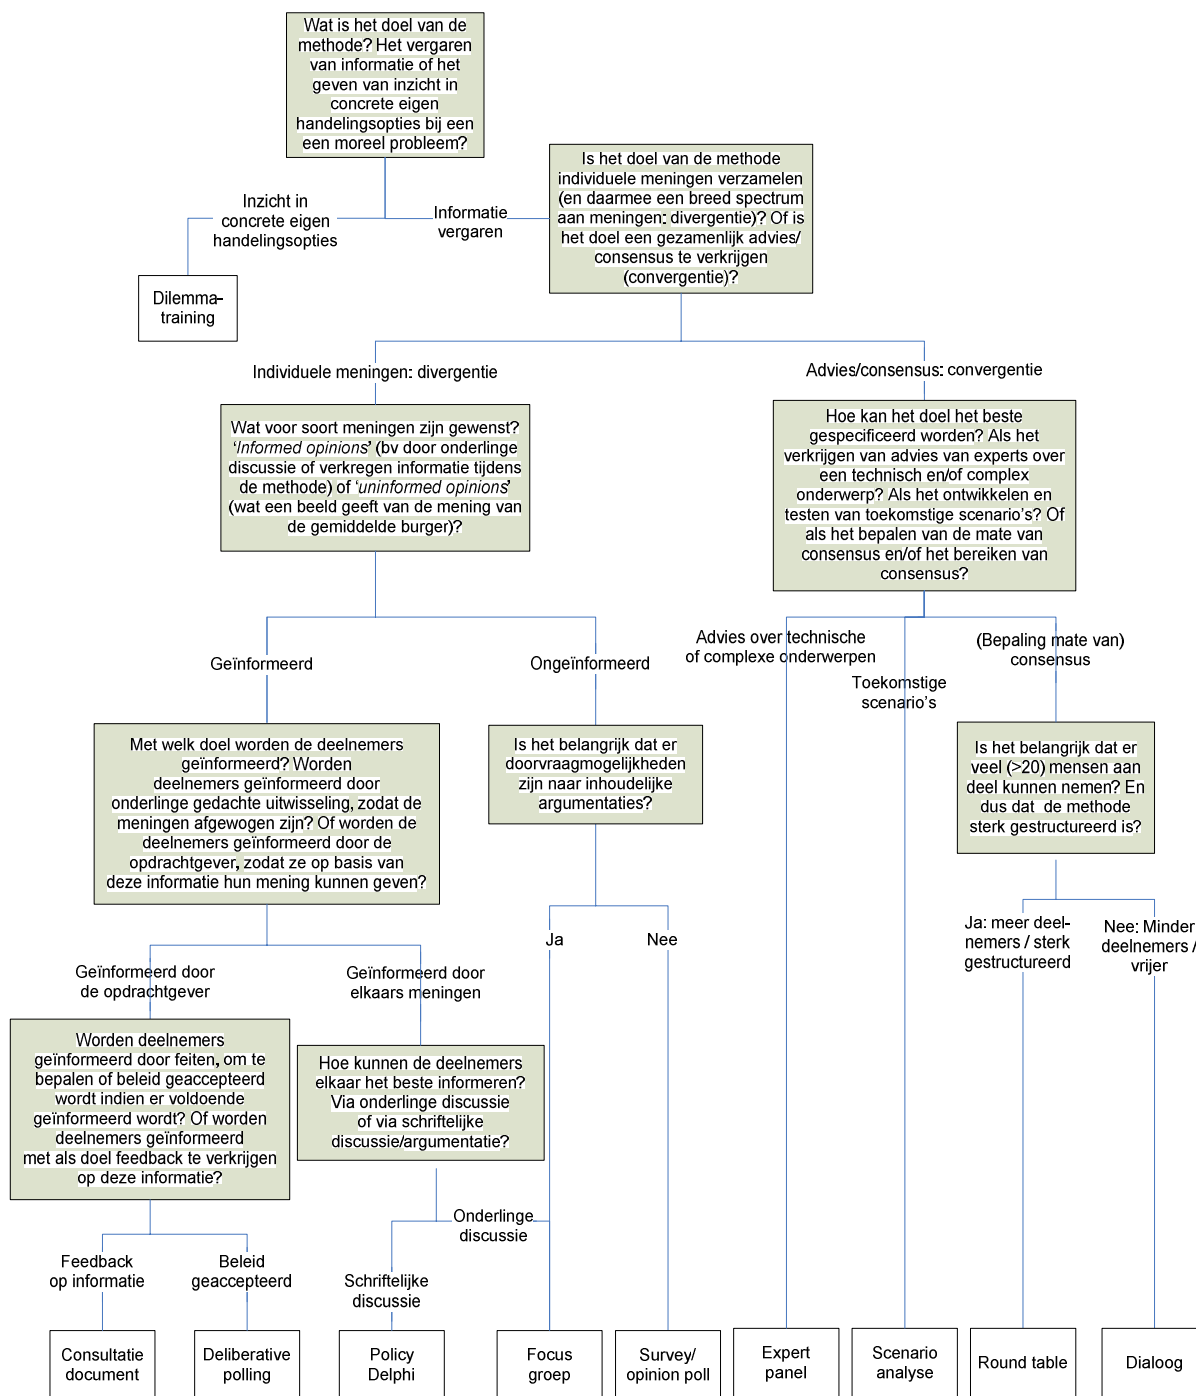 Wat is het doel van de
methode? Het vergaren
van informatie of het
geven van inzicht in
concrete eigen
handelingsopties bij een
een moreel probleem?
Is het doel van de methode
individuele meningen verzamelen
(en daarmee een breed spectrum
aan meningen: divergentie)? Of is
het doel een gezamenlijk advies/
consensus te verkrijgen
(convergentie)?
Inzicht in
concrete eigen
handelingsopties
Informatie
vergaren
Dilemma-
training
Individuele meningen: divergentie
Advies/consensus: convergentie
Wat voor soort meningen zijn gewenst?
‘Informed opinions’ (bv door onderlinge
discussie of verkregen informatie tijdens
de methode) of ‘uninformed opinions’
(wat een beeld geeft van de mening van
de gemiddelde burger)?
Hoe kan het doel het beste
gespecificeerd worden? Als het
verkrijgen van advies van experts over
een technisch en/of complex
onderwerp? Als het ontwikkelen en
testen van toekomstige scenario’s? Of
als het bepalen van de mate van
consensus en/of het bereiken van
consensus?
Geïnformeerd
Ongeïnformeerd
Advies over technische
of complexe onderwerpen
Toekomstige
scenario’s
(Bepaling mate van)
consensus
Met welk doel worden de deelnemers
geïnformeerd? Worden
deelnemers geïnformeerd door
onderlinge gedachte uitwisseling, zodat de
meningen afgewogen zijn? Of worden de
deelnemers geïnformeerd door de
opdrachtgever, zodat ze op basis van
deze informatie hun mening kunnen geven?
Is het belangrijk dat er
doorvraagmogelijkheden
zijn naar inhoudelijke
argumentaties?
Is het belangrijk dat er
veel (>20) mensen aan
deel kunnen nemen? En
dus dat de methode
sterk gestructureerd is?
Ja
Nee
Ja: meer deel-
nemers / sterk
gestructureerd
Nee: Minder
deelnemers /
vrijer
Geïnformeerd door
de opdrachtgever
Geïnformeerd door
elkaars meningen
Worden deelnemers
geïnformeerd door feiten, om te
bepalen of beleid geaccepteerd
wordt indien er voldoende
geïnformeerd wordt? Of worden
deelnemers geïnformeerd
met als doel feedback te verkrijgen
op deze informatie?
Hoe kunnen de deelnemers
elkaar het beste informeren?
Via onderlinge discussie
of via schriftelijke
discussie/argumentatie?
Feedback
op informatie
Beleid
geaccepteerd
Schriftelijke
discussie
Onderlinge
discussie
Consultatie
document
Deliberative
polling
Policy
Delphi
Focus
groep
Survey/
opinion poll
Expert
panel
Scenario
analyse
Round table
Dialoog